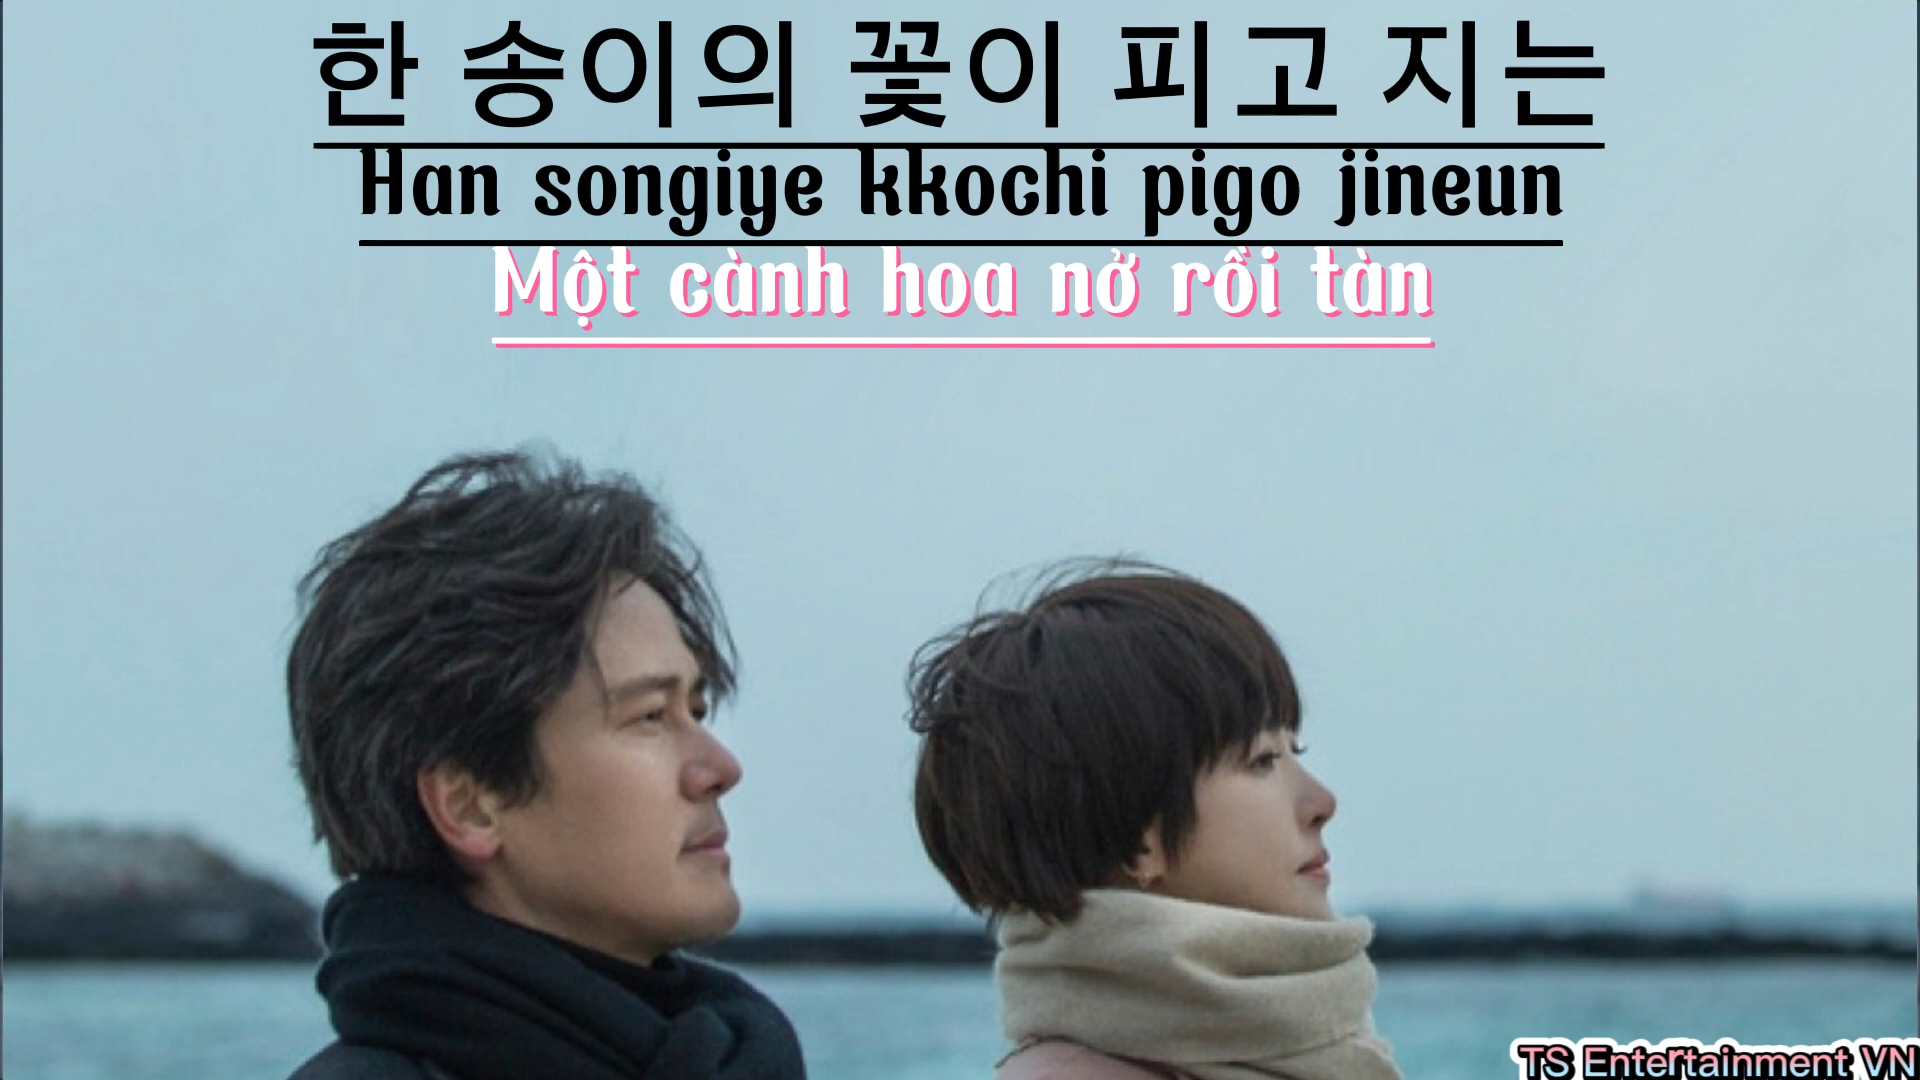 한 송이의 꽃이 피고 지는
Han songiye kkochi pigo jineun
Một cành hoa nở rồi tàn
TS Entertainment VN